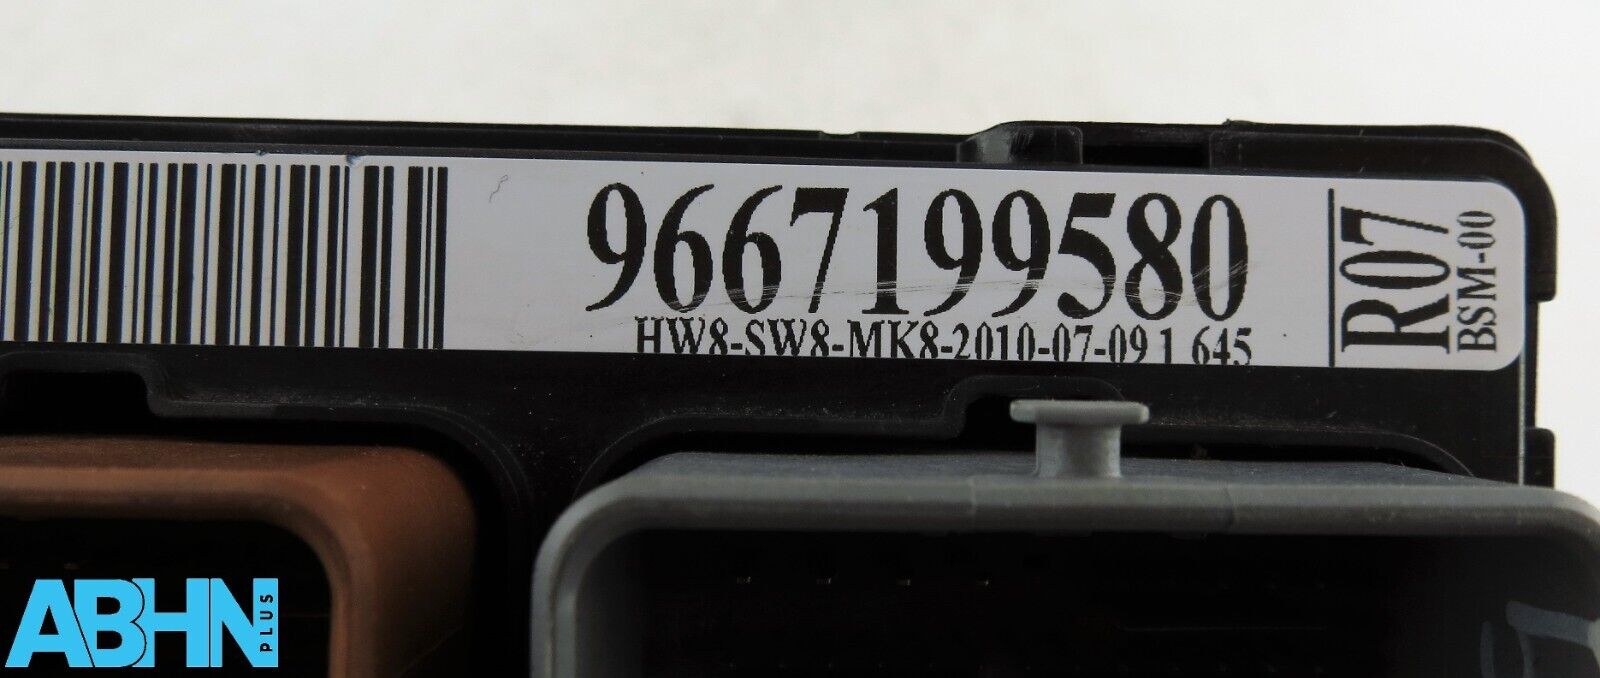 9667199580
HW8-SW8-MK8-2010-07-09 1 645
R07
BSM-00
ABHN
PLUS